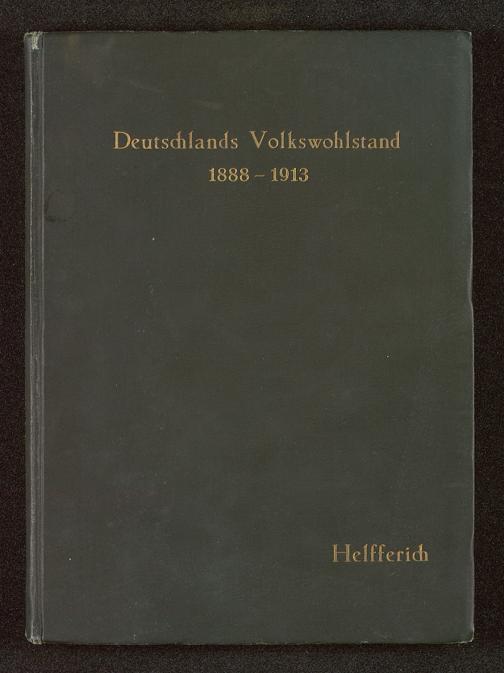 Deutschlands Volkswohlstand
1888 – 1913
Helfferich